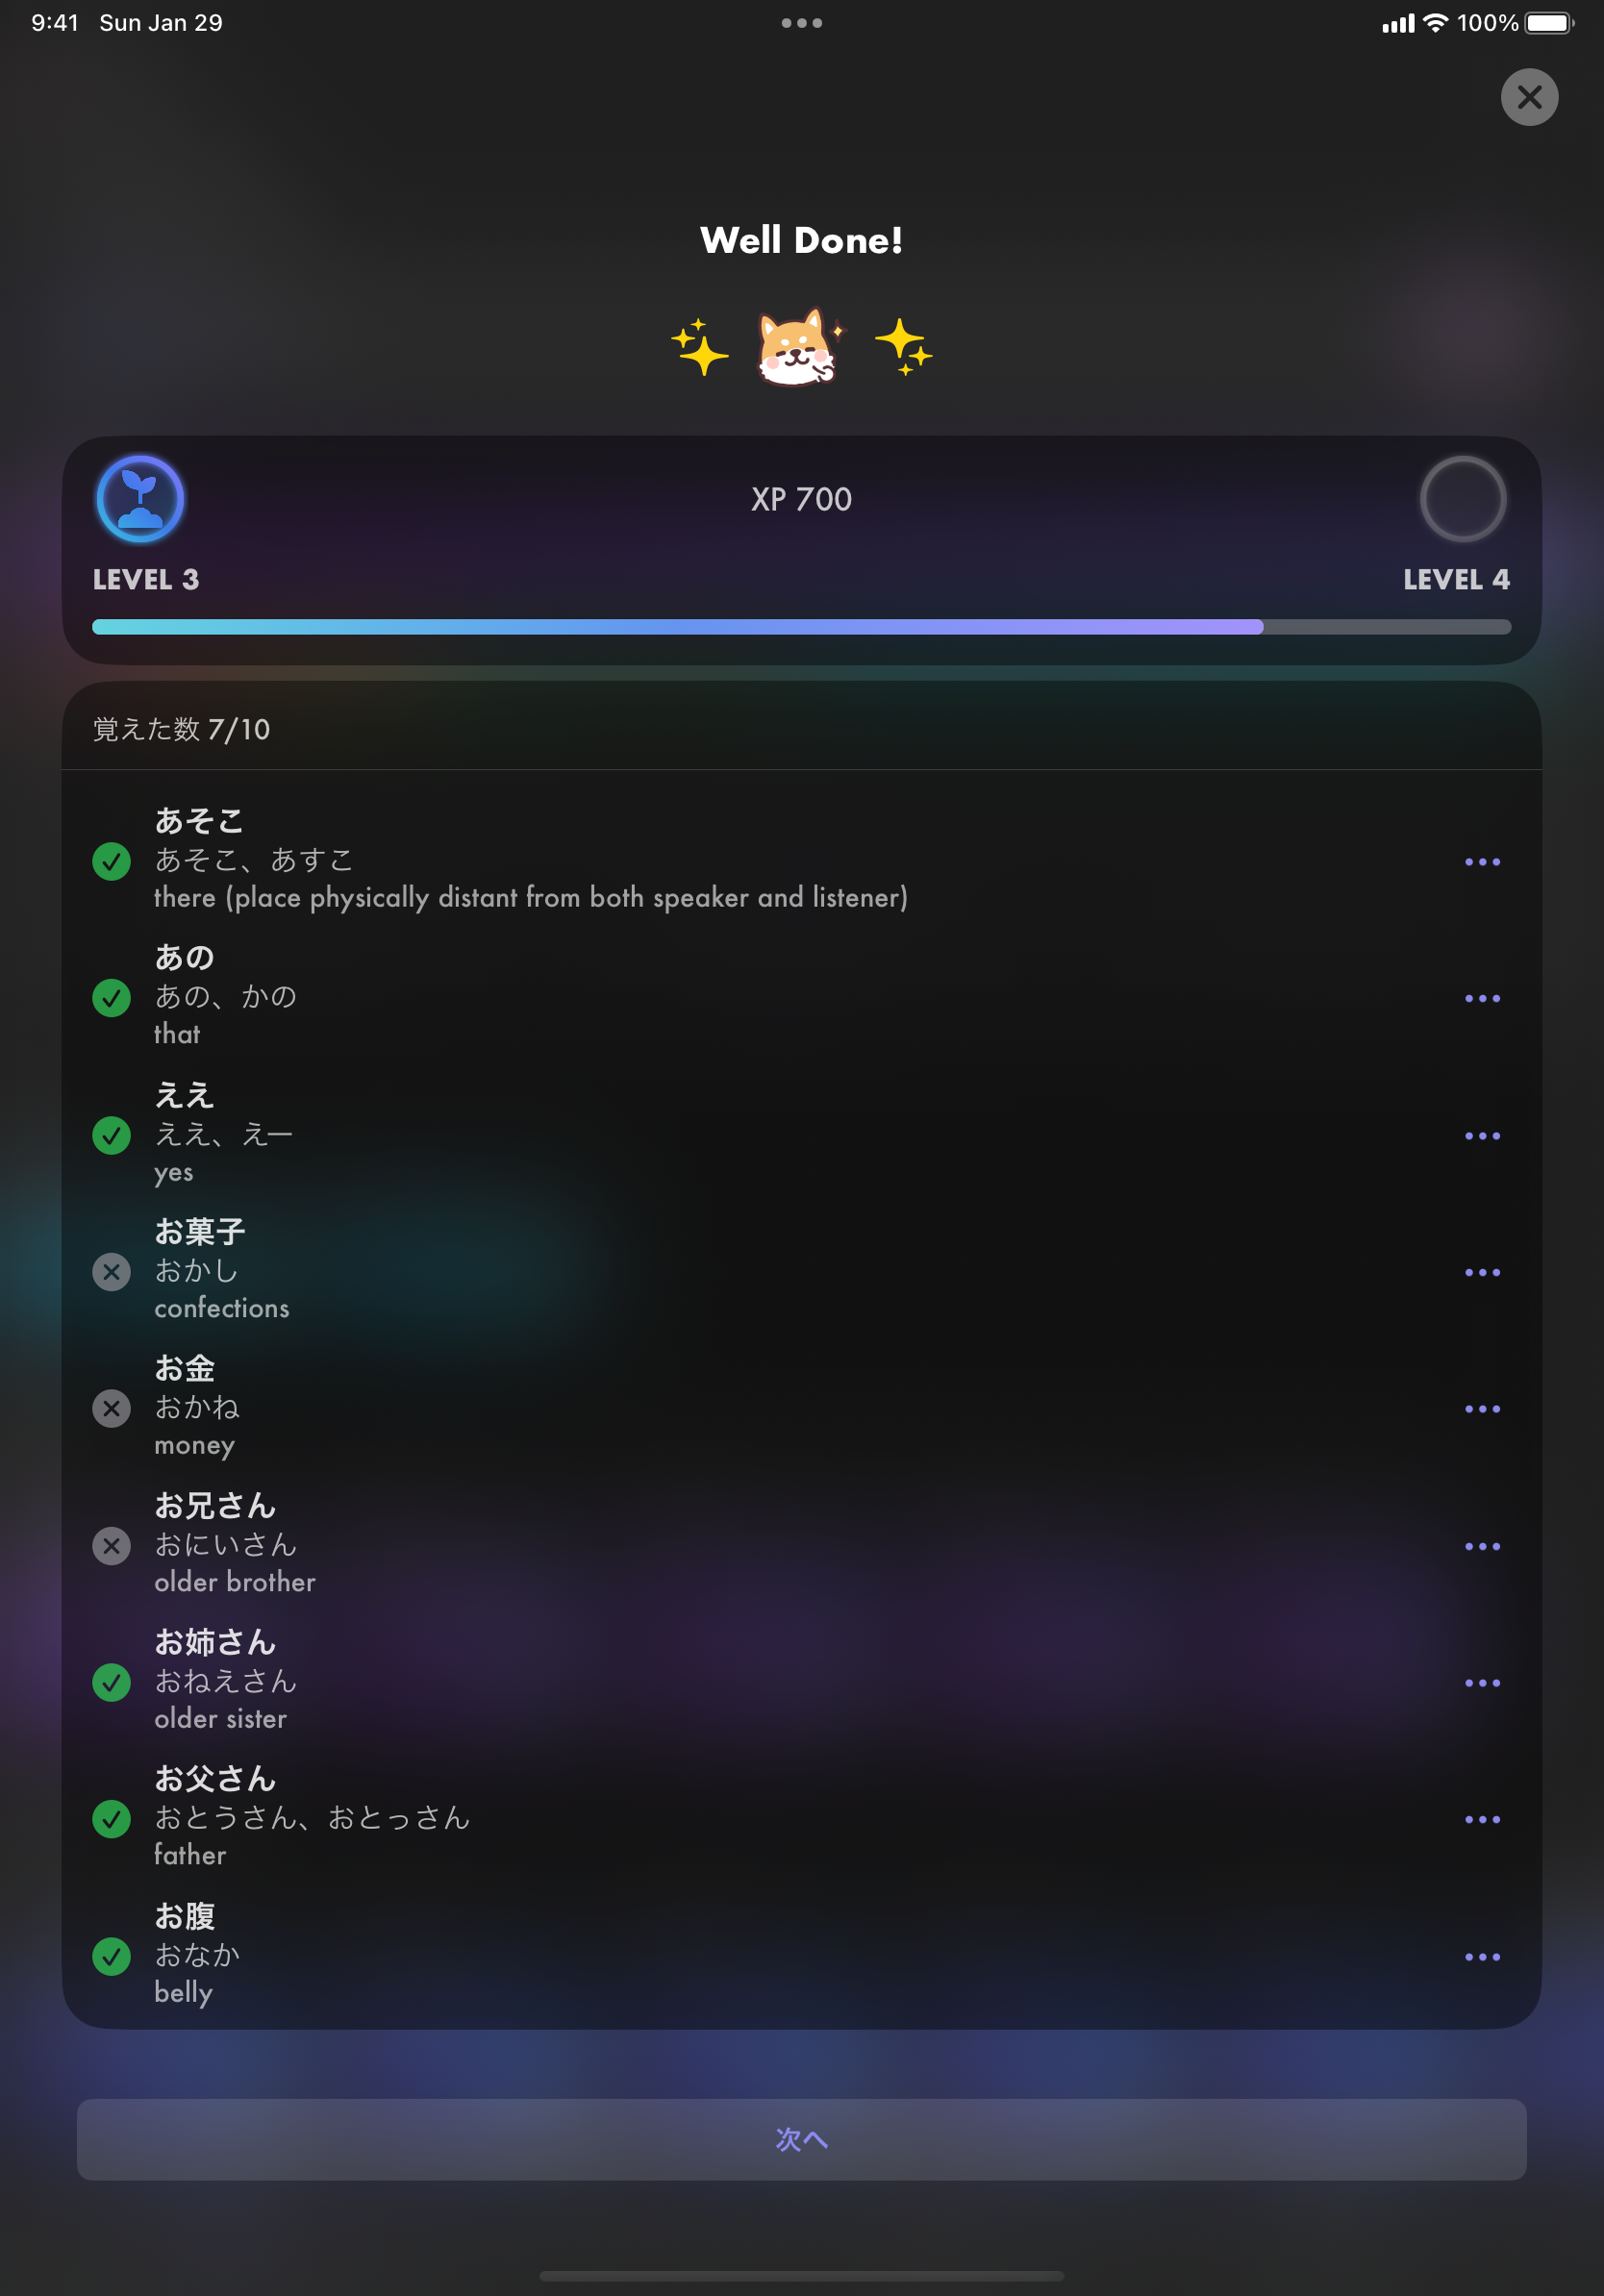 9:41 Sun Jan 29
100%
Well Done!
XP 700
LEVEL 3
LEVEL 4
覚えた数 7/10
あそこ
あそこ、あすこ
there (place physically distant from both speaker and listener)
あの
あの、かの
that
ええ
ええ、えー
yes
お菓子
おかし
confections
お金
おかね
money
お兄さん
おにいさん
older brother
お姉さん
おねえさん
older sister
お父さん
おとうさん、おとっさん
father
お腹
おなか
belly
次へ